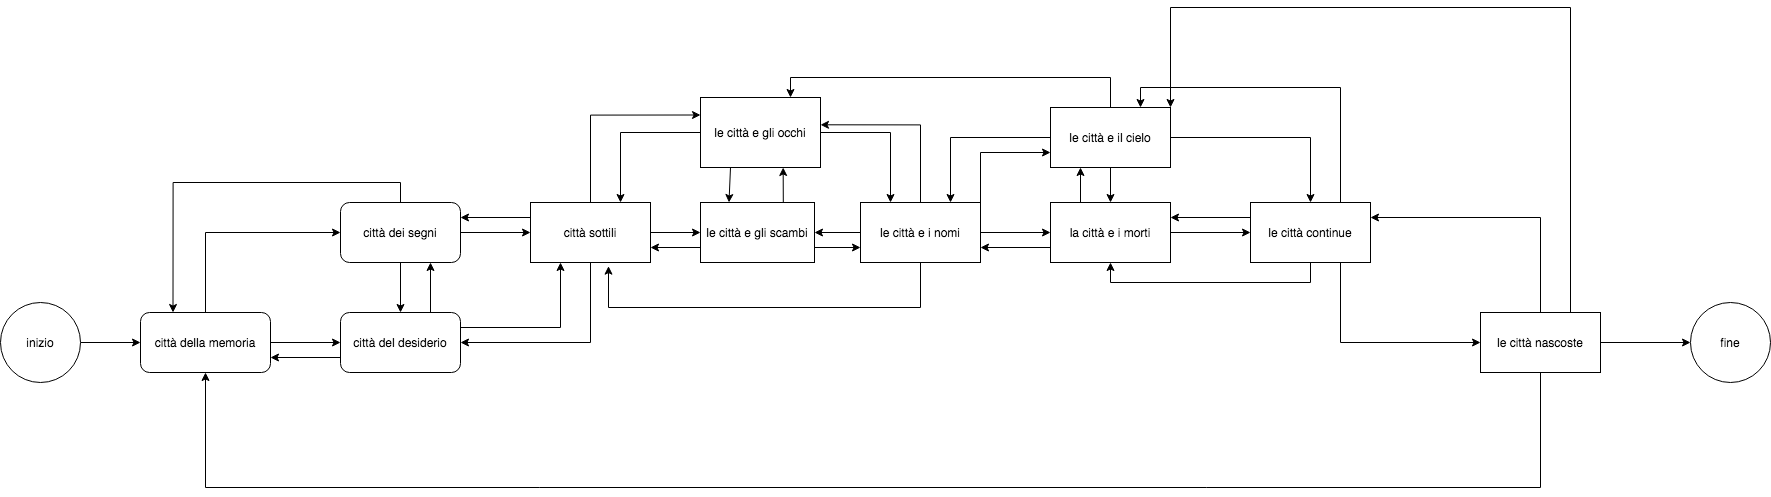 le città e gli occhi
le città e il cielo
città dei segni
città sottili
le città e gli scambi
le città e i nomi
la città e i morti
le città continue
inizio
città della memoria
città del desiderio
le città nascoste
fine